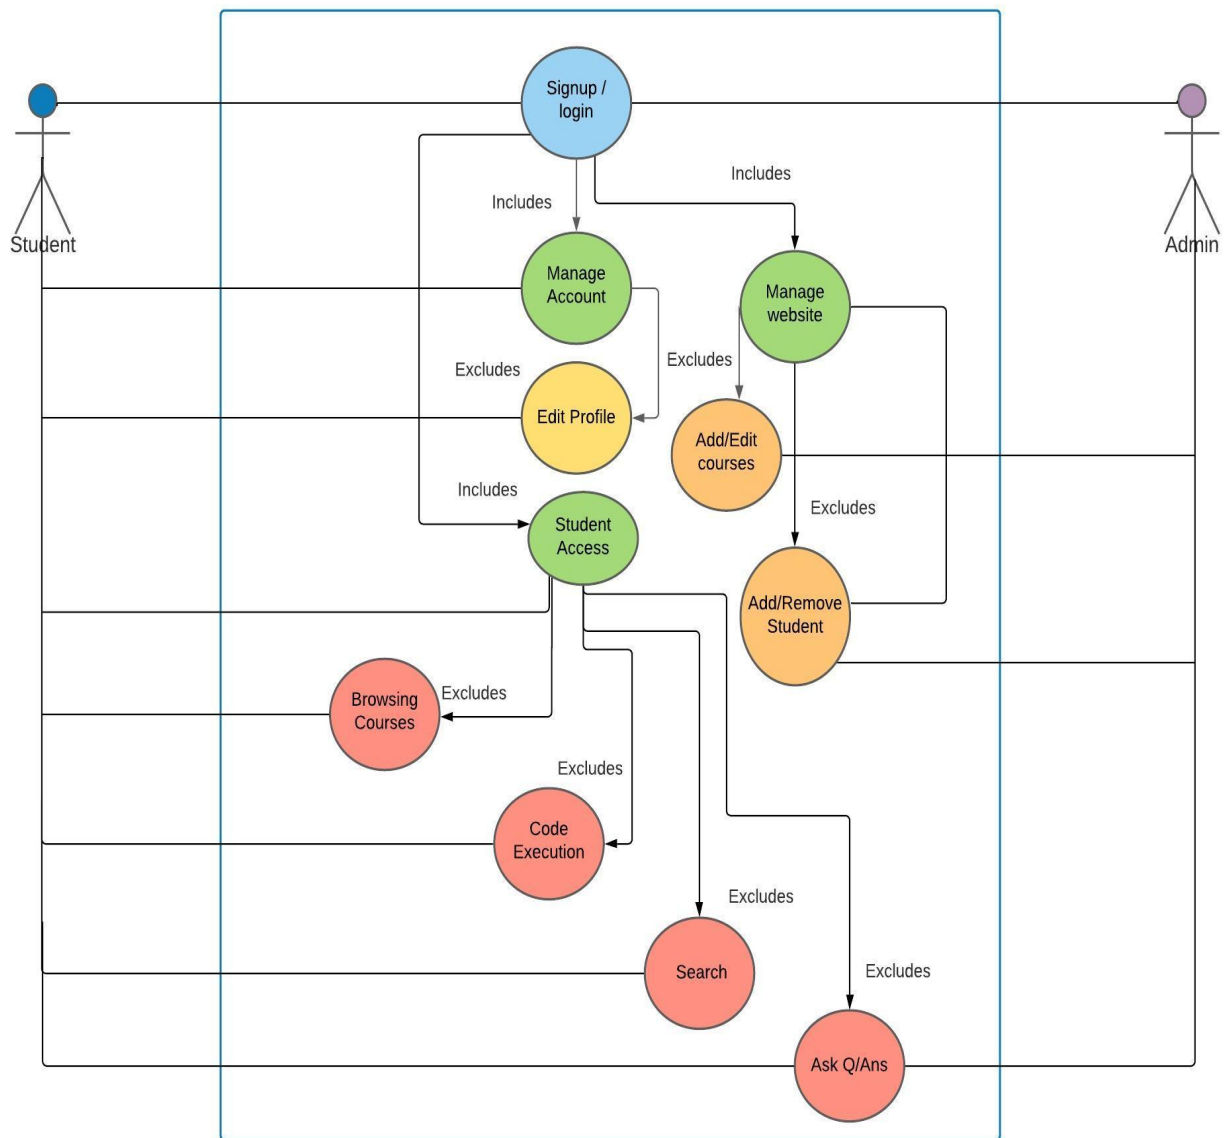 Signup /
login
Includes
Includes
Student
Admin
Manage
Account
Manage
website
Excludes
Excludes
Edit Profile
Add/Edit
courses
Includes
Excludes
Student
Access
Add/Remove
Student
Browsing
Courses
Excludes
Excludes
Code
Execution
Excludes
Search
Excludes
Ask Q/Ans